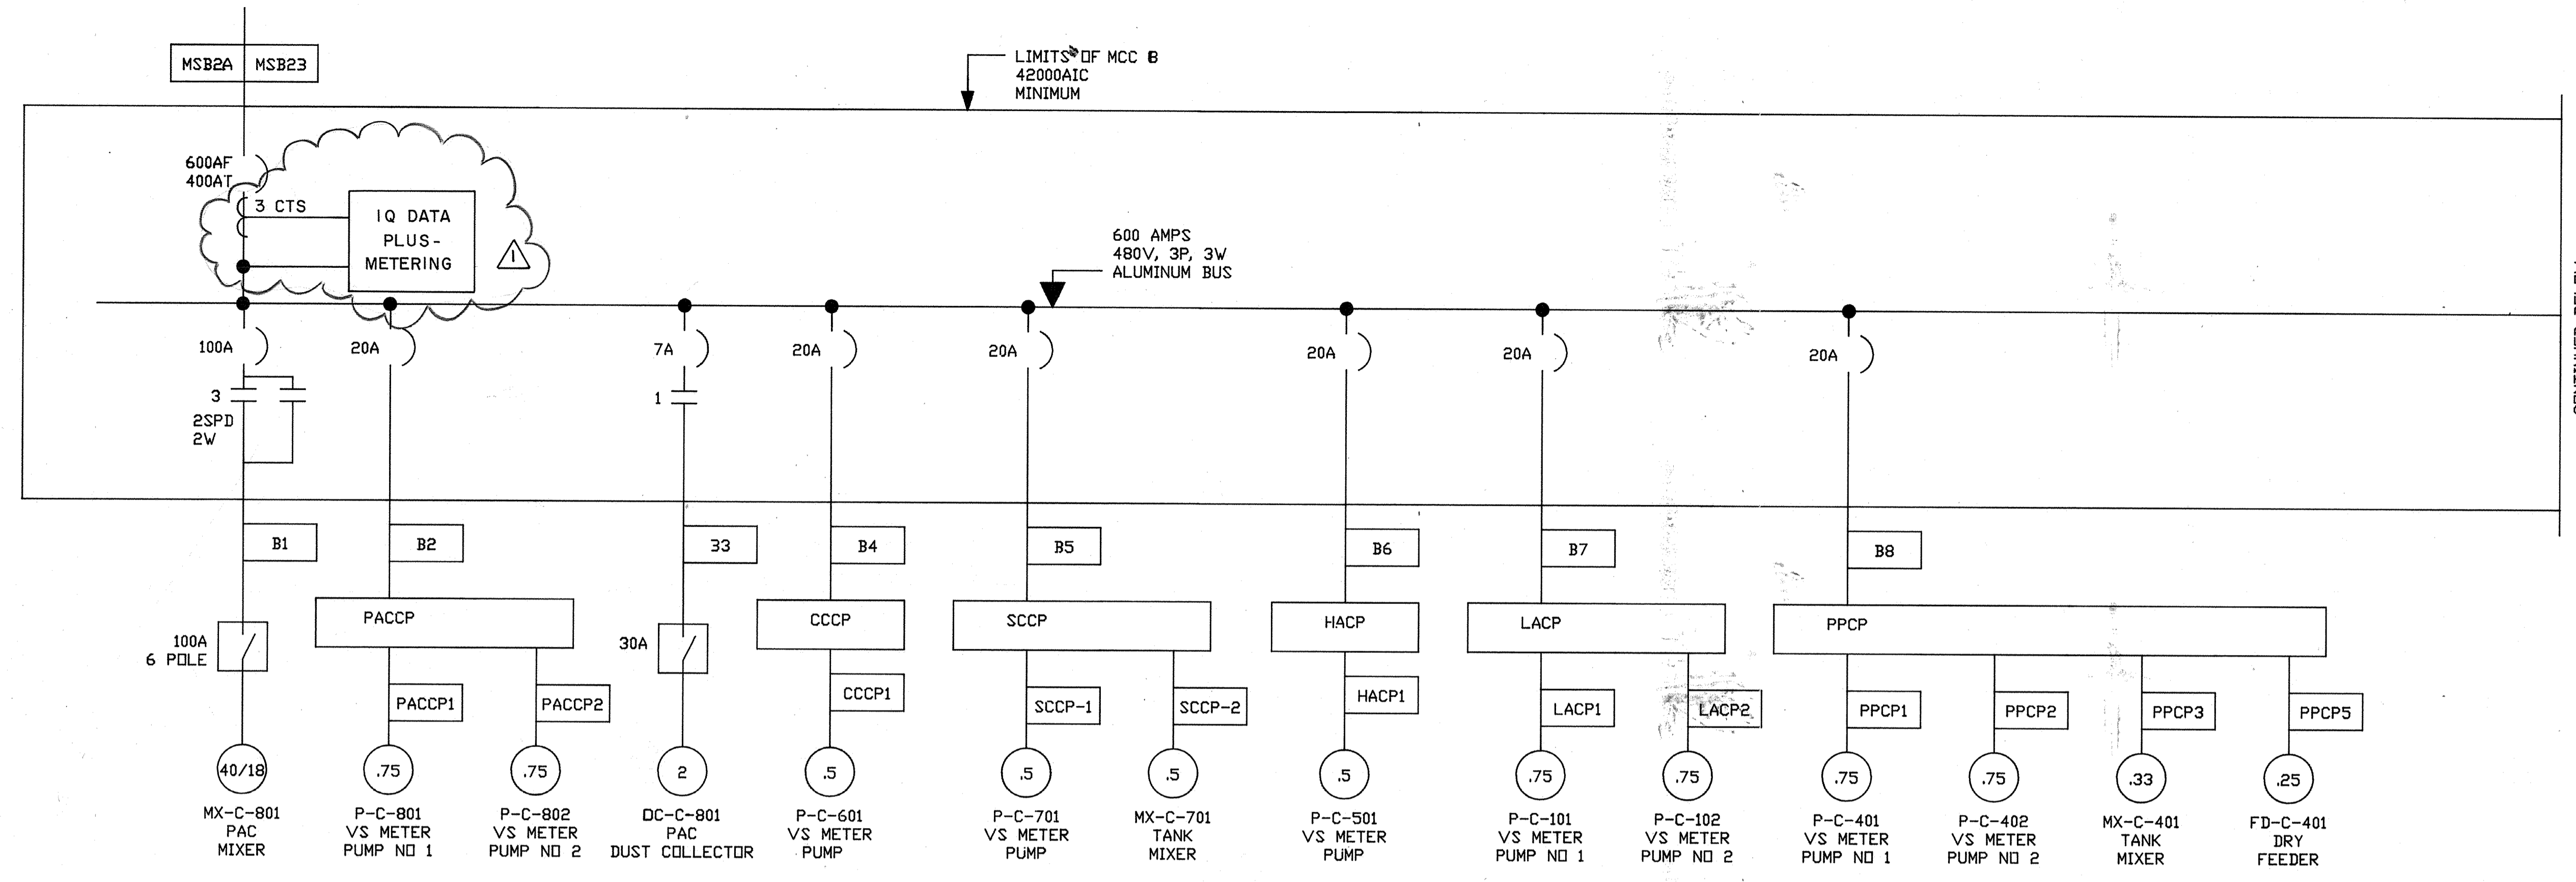 MSB2A MSB23
LIMITS OF MCC B
42000AIC
MINIMUM
600AF
400AT
3 CTS
IQ DATA
PLUS-
METERING
1
600 AMPS
480V, 3P, 3W
ALUMINUM BUS
100A
20A
7A
20A
20A
20A
20A
20A
3
2SPD
2W
1
B1
B2
33
B4
B5
B6
B7
B8
100A
6 POLE
PACCP
30A
CCCP
SCCP
HACP
LACP
PPCP
PACCP1
PACCP2
CCCP1
SCCP-1
SCCP-2
HACP1
LACP1
LACP2
PPCP1
PPCP2
PPCP3
PPCP5
40/18
.75
.75
2
.5
.5
.5
.5
.75
.75
.75
.75
.33
.25
MX-C-801
PAC
MIXER
P-C-801
VS METER
PUMP NO 1
P-C-802
VS METER
PUMP NO 2
DC-C-801
PAC
DUST COLLECTOR
P-C-601
VS METER
PUMP
P-C-701
VS METER
PUMP
MX-C-701
TANK
MIXER
P-C-501
VS METER
PUMP
P-C-101
VS METER
PUMP NO 1
P-C-102
VS METER
PUMP NO 2
P-C-401
VS METER
PUMP NO 1
P-C-402
VS METER
PUMP NO 2
MX-C-401
TANK
MIXER
FD-C-401
DRY
FEEDER